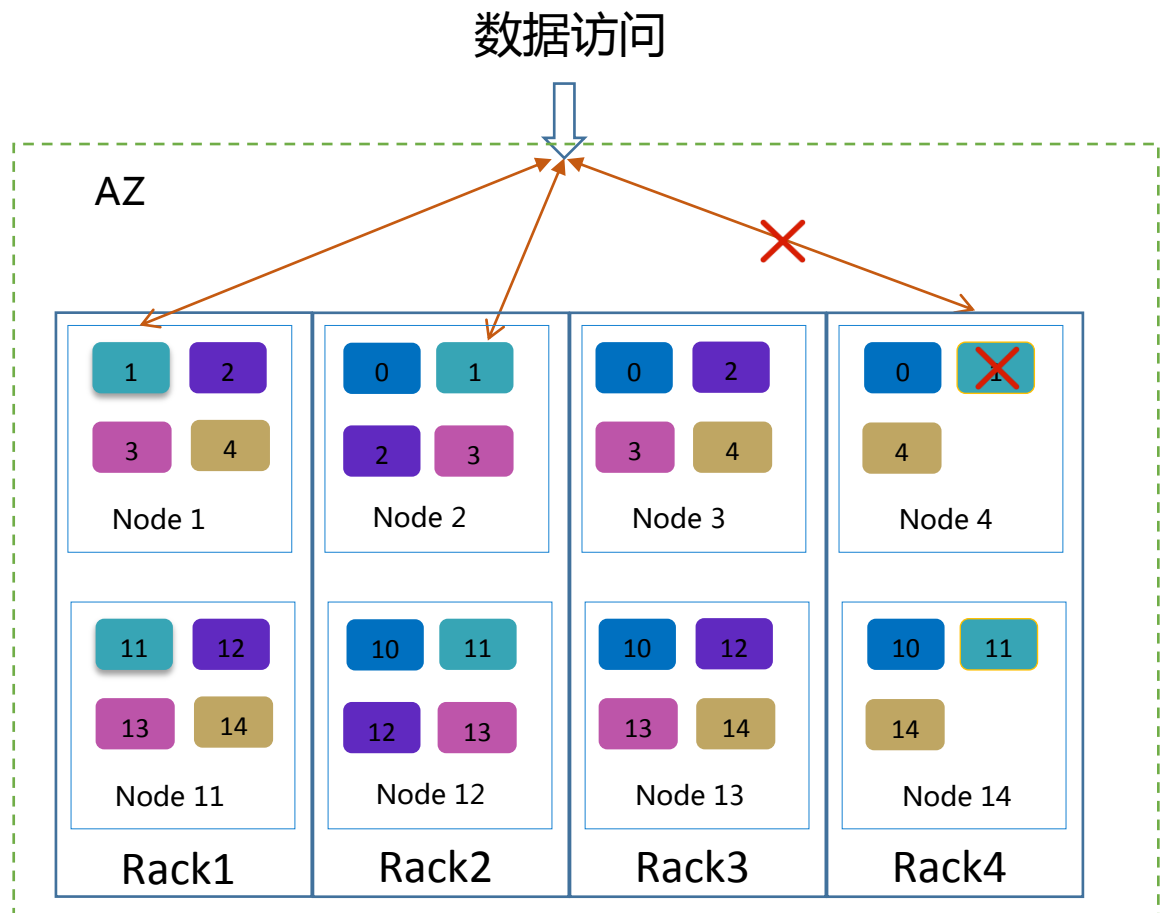 数据访问
AZ
1 2 0 1 0 2 0 1
3 4 2 3 3 4 4
Node 1 Node 2 Node 3 Node 4
11 12 10 11 10 12 10 11
13 14 12 13 13 14 14
Node 11 Node 12 Node 13 Node 14
Rack1 Rack2 Rack3 Rack4